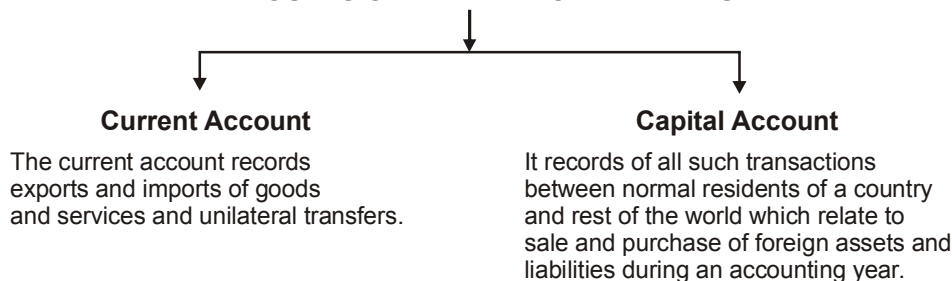 Current Account
The current account records
exports and imports of goods
and services and unilateral transfers.
Capital Account
It records of all such transactions
between normal residents of a country
and rest of the world which relate to
sale and purchase of foreign assets and
liabilities during an accounting year.